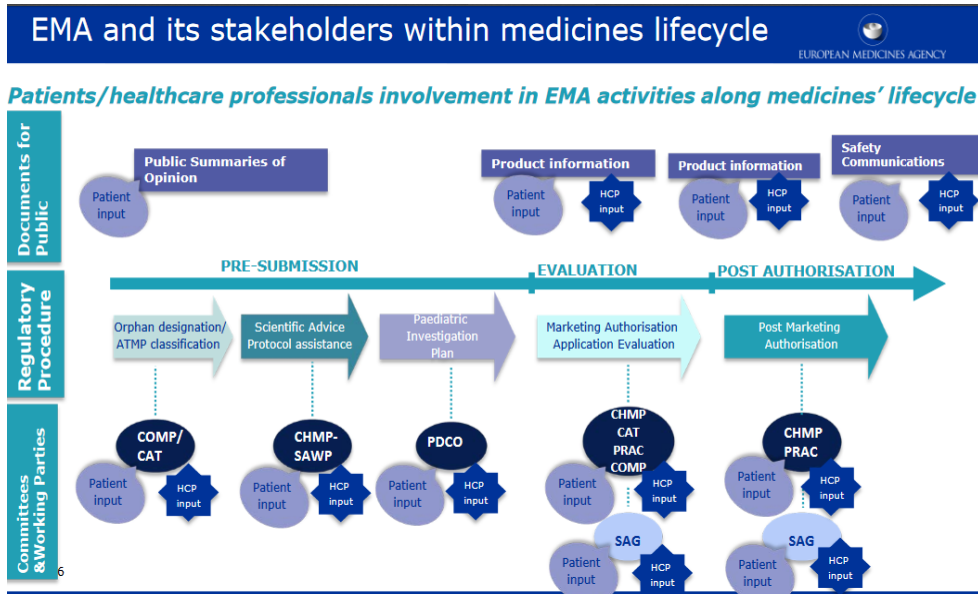 EMA and its stakeholders within medicines lifecycle
EUROPEAN MEDICINES AGENCY
Patients/healthcare professionals involvement in EMA activities along medicines' lifecycle
Documents for
Public
Public Summaries of
Opinion
Patient
input
Product information
Patient
input
HCP
input
Product information
Patient
input
HCP
input
Safety
Communications
Patient
input
HCP
input
Regulatory
Procedure
PRE-SUBMISSION
EVALUATION
POST AUTHORISATION
Orphan designation/
ATMP classification
Scientific Advice
Protocol assistance
Paediatric
Investigation
Plan
Marketing Authorisation
Application Evaluation
Post Marketing
Authorisation
Committees
&Working Parties
COMP/
CAT
Patient
input
HCP
input
CHMP-
SAWP
Patient
input
HCP
input
PDCO
Patient
input
HCP
input
CHMP
CAT
PRAC
COMP
Patient
input
HCP
input
SAG
Patient
input
HCP
input
CHMP
PRAC
Patient
input
HCP
input
SAG
Patient
input
HCP
input
6